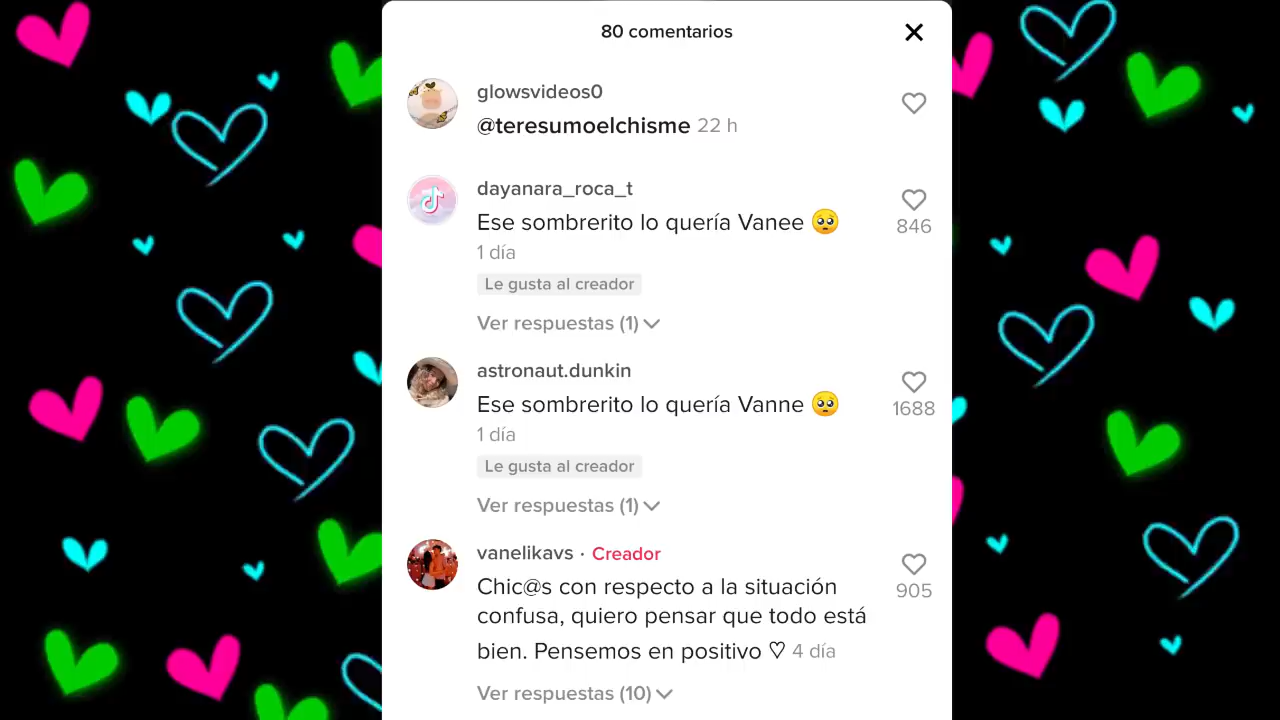 80 comentarios
glowsvideos0
@teresumoelchisme 22 h
dayanara_roca_t
Ese sombrerito lo quería Vanee 🥺
846
1 día
Le gusta al creador
Ver respuestas (1)
astronaut.dunkin
Ese sombrerito lo quería Vanne 🥺
1688
1 día
Le gusta al creador
Ver respuestas (1)
vanelikavs · Creador
Chic@s con respecto a la situación
905
confusa, quiero pensar que todo está
bien. Pensemos en positivo ♡ 4 día
Ver respuestas (10)